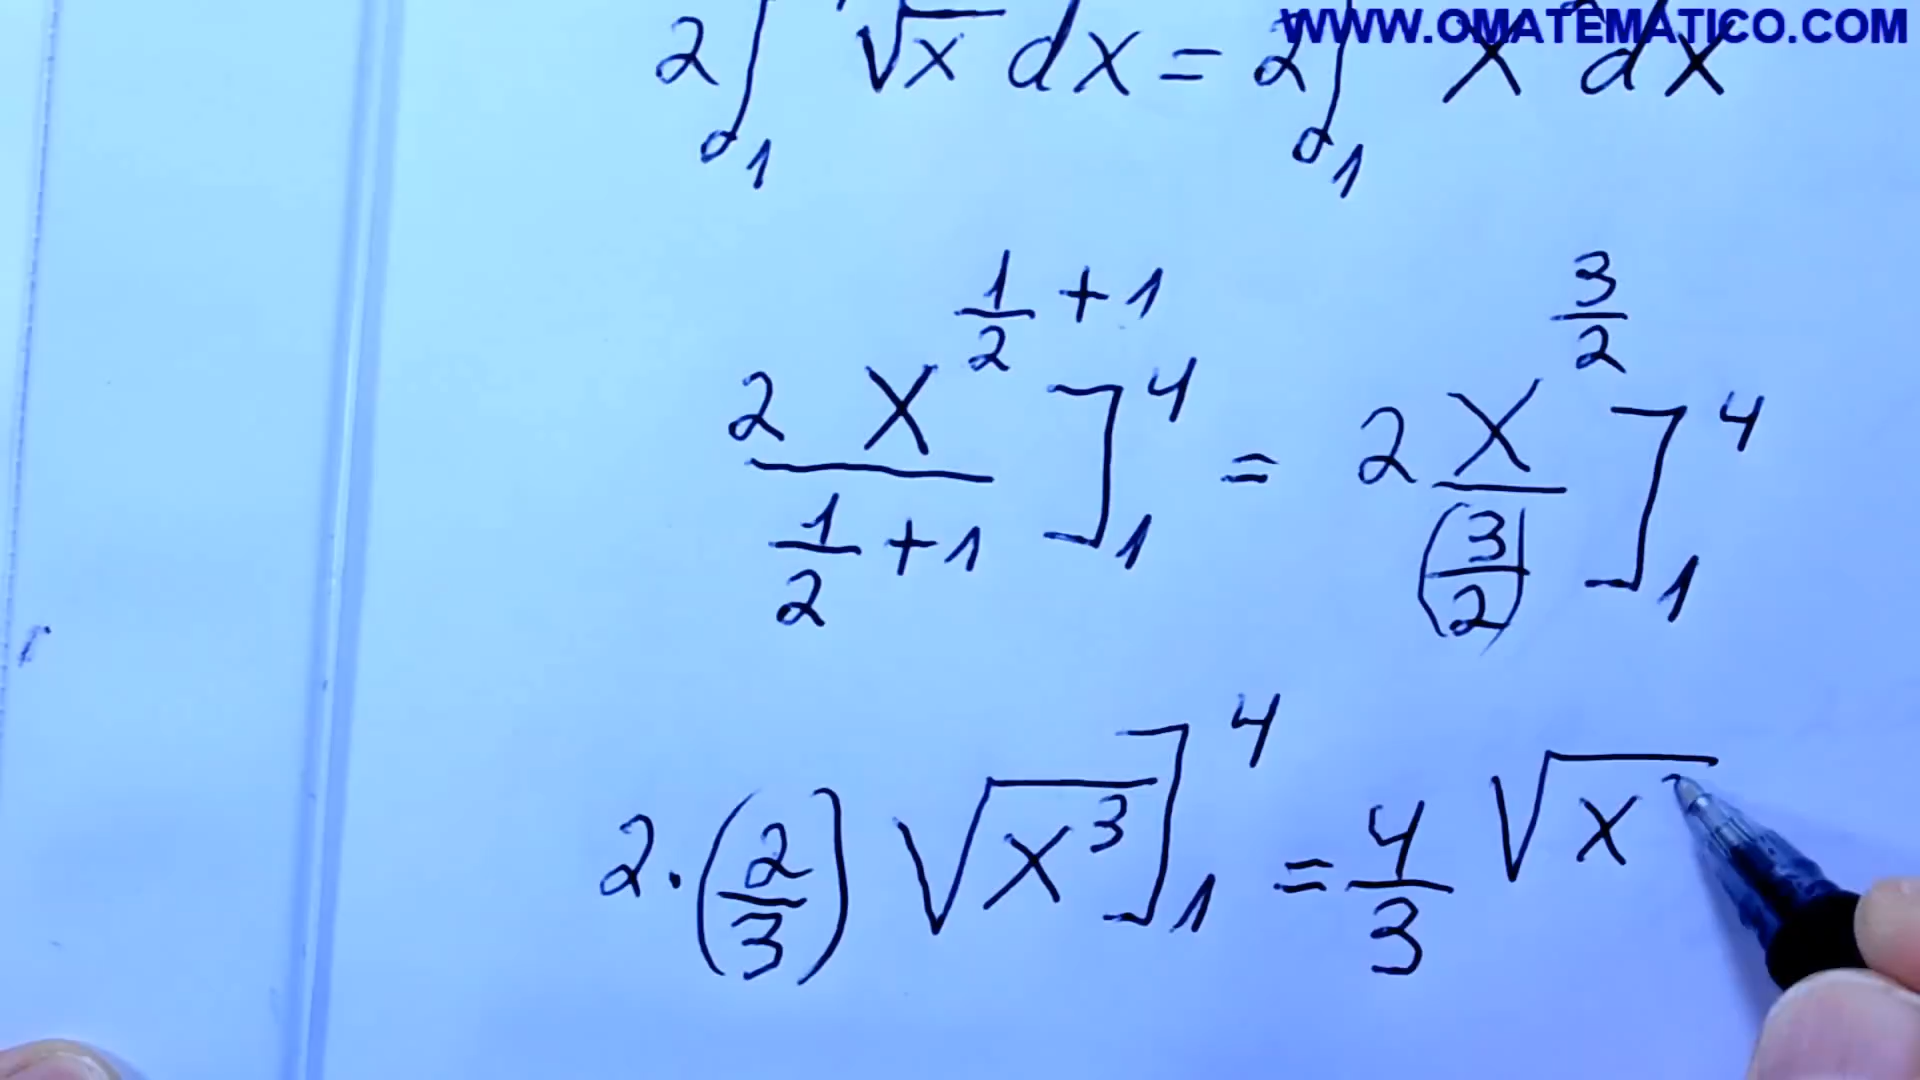 WWW.OMATEMATICO.COM
2∫₁ √x dx = 2∫₁ x dx
2x^(1/2 + 1) / (1/2 + 1) ]₁⁴ = 2 x^(3/2) / (3/2) ]₁⁴
2·(2/3) √x³ ]₁⁴ = 4/3 √x